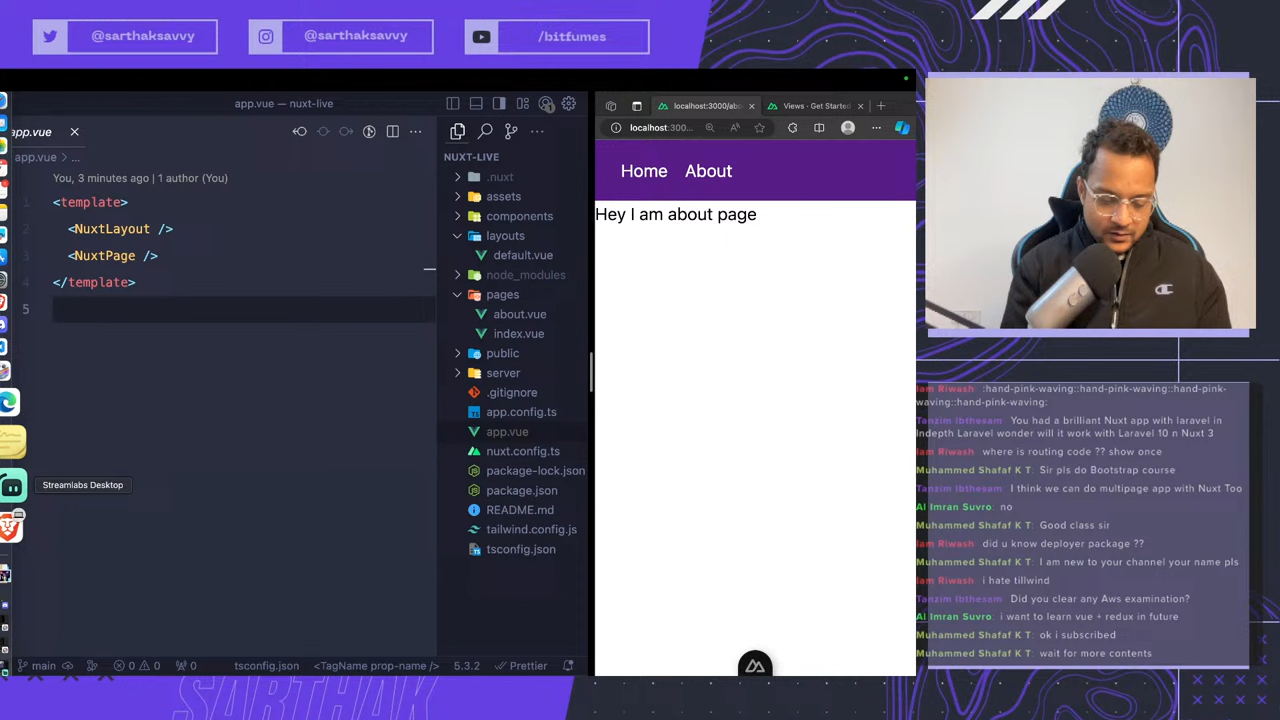 @sarthaksavvy
@sarthaksavvy
/bitfumes
app.vue — nuxt-live
app.vue
app.vue > ...
You, 3 minutes ago | 1 author (You)
1 <template>
2 <NuxtLayout />
3 <NuxtPage />
4 </template>
5
NUXT-LIVE
.nuxt
assets
components
layouts
default.vue
node_modules
pages
about.vue
index.vue
public
server
.gitignore
app.config.ts
app.vue
nuxt.config.ts
package-lock.json
package.json
README.md
tailwind.config.js
tsconfig.json
Streamlabs Desktop
main
0 0 0
tsconfig.json
<TagName prop-name />
5.3.2
Prettier
localhost:3000/abo
Views · Get Started
localhost:300...
Home About
Hey I am about page
Iam Riwash :hand-pink-waving::hand-pink-waving::hand-pink-
waving::hand-pink-waving:
Tanzim Ibthesam You had a brilliant Nuxt app with laravel in
Indepth Laravel wonder will it work with Laravel 10 n Nuxt 3
Iam Riwash where is routing code ?? show once
Muhammed Shafaf K T: Sir pls do Bootstrap course
Tanzim Ibthesam I think we can do multipage app with Nuxt Too
Al Imran Suvro: no
Muhammed Shafaf K T: Good class sir
Iam Riwash did u know deployer package ??
Muhammed Shafaf K T: I am new to your channel your name pls
Iam Riwash i hate tillwind
Tanzim Ibthesam Did you clear any Aws examination?
Al Imran Suvro: i want to learn vue + redux in future
Muhammed Shafaf K T: ok i subscribed
Muhammed Shafaf K T: wait for more contents
SARTHAK